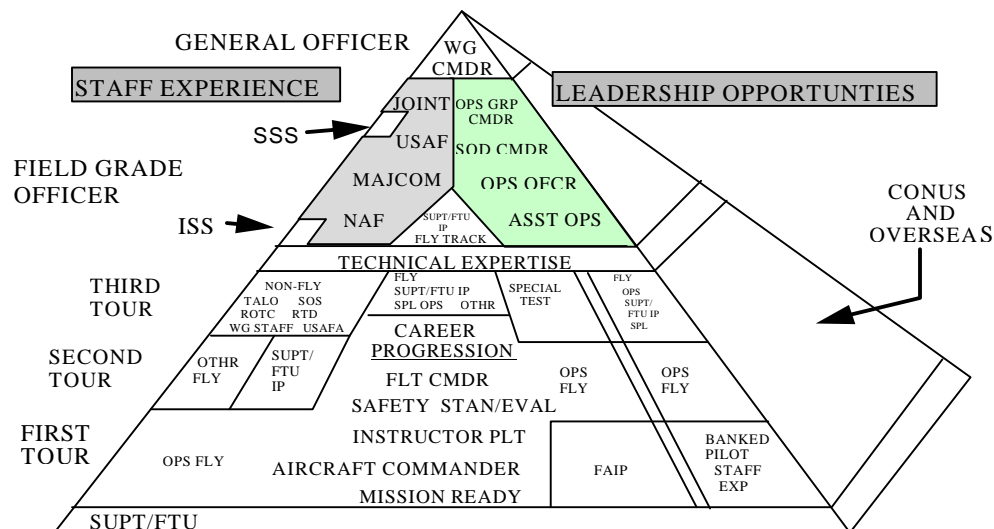 GENERAL OFFICER
WG
CMDR
STAFF EXPERIENCE
LEADERSHIP OPPORTUNTIES
JOINT
OPS GRP
CMDR
SSS
USAF
SQD CMDR
FIELD GRADE
OFFICER
MAJCOM
OPS OFCR
CONUS
AND
OVERSEAS
ISS
NAF
SUPT/FTU
IP
FLY TRACK
ASST OPS
TECHNICAL EXPERTISE
THIRD
TOUR
NON-FLY
TALO SOS
ROTC RTD
WG STAFF USAFA
FLY
SUPT/FTU IP
SPL OPS OTHR
SPECIAL
TEST
FLY
OPS
SUPT/
FTU IP
SPL
CAREER
PROGRESSION
SECOND
TOUR
OTHR
FLY
SUPT/
FTU
IP
FLT CMDR
OPS
FLY
OPS
FLY
SAFETY STAN/EVAL
FIRST
TOUR
OPS FLY
INSTRUCTOR PLT
AIRCRAFT COMMANDER
MISSION READY
FAIP
BANKED
PILOT
STAFF
EXP
SUPT/FTU